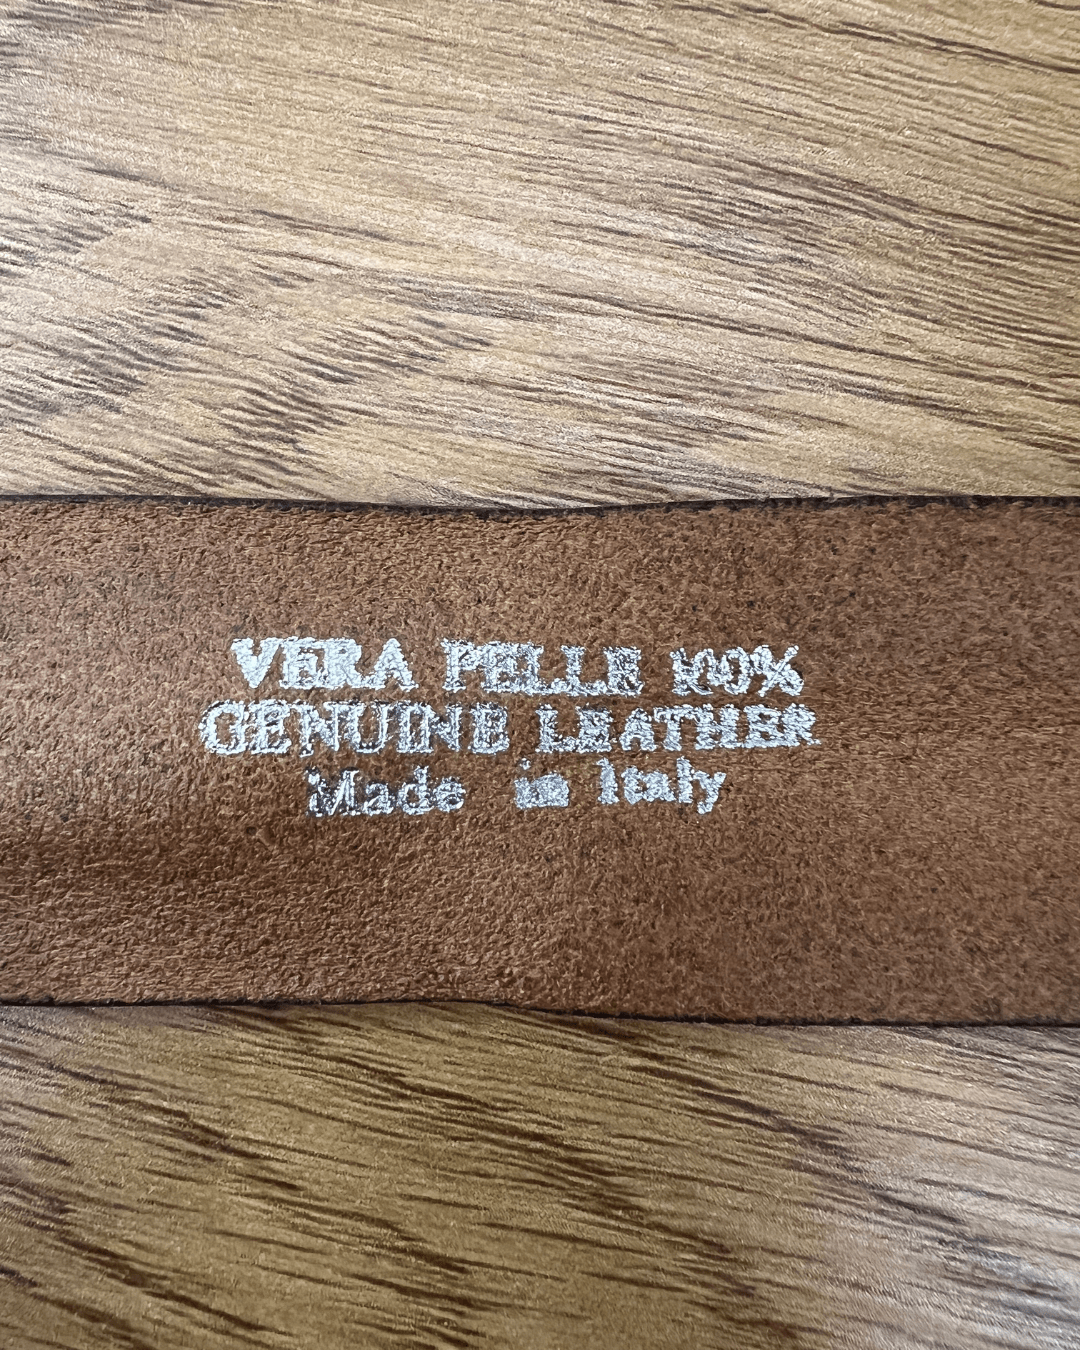 VERA PELLE 100%
GENUINE LEATHER
Made in Italy